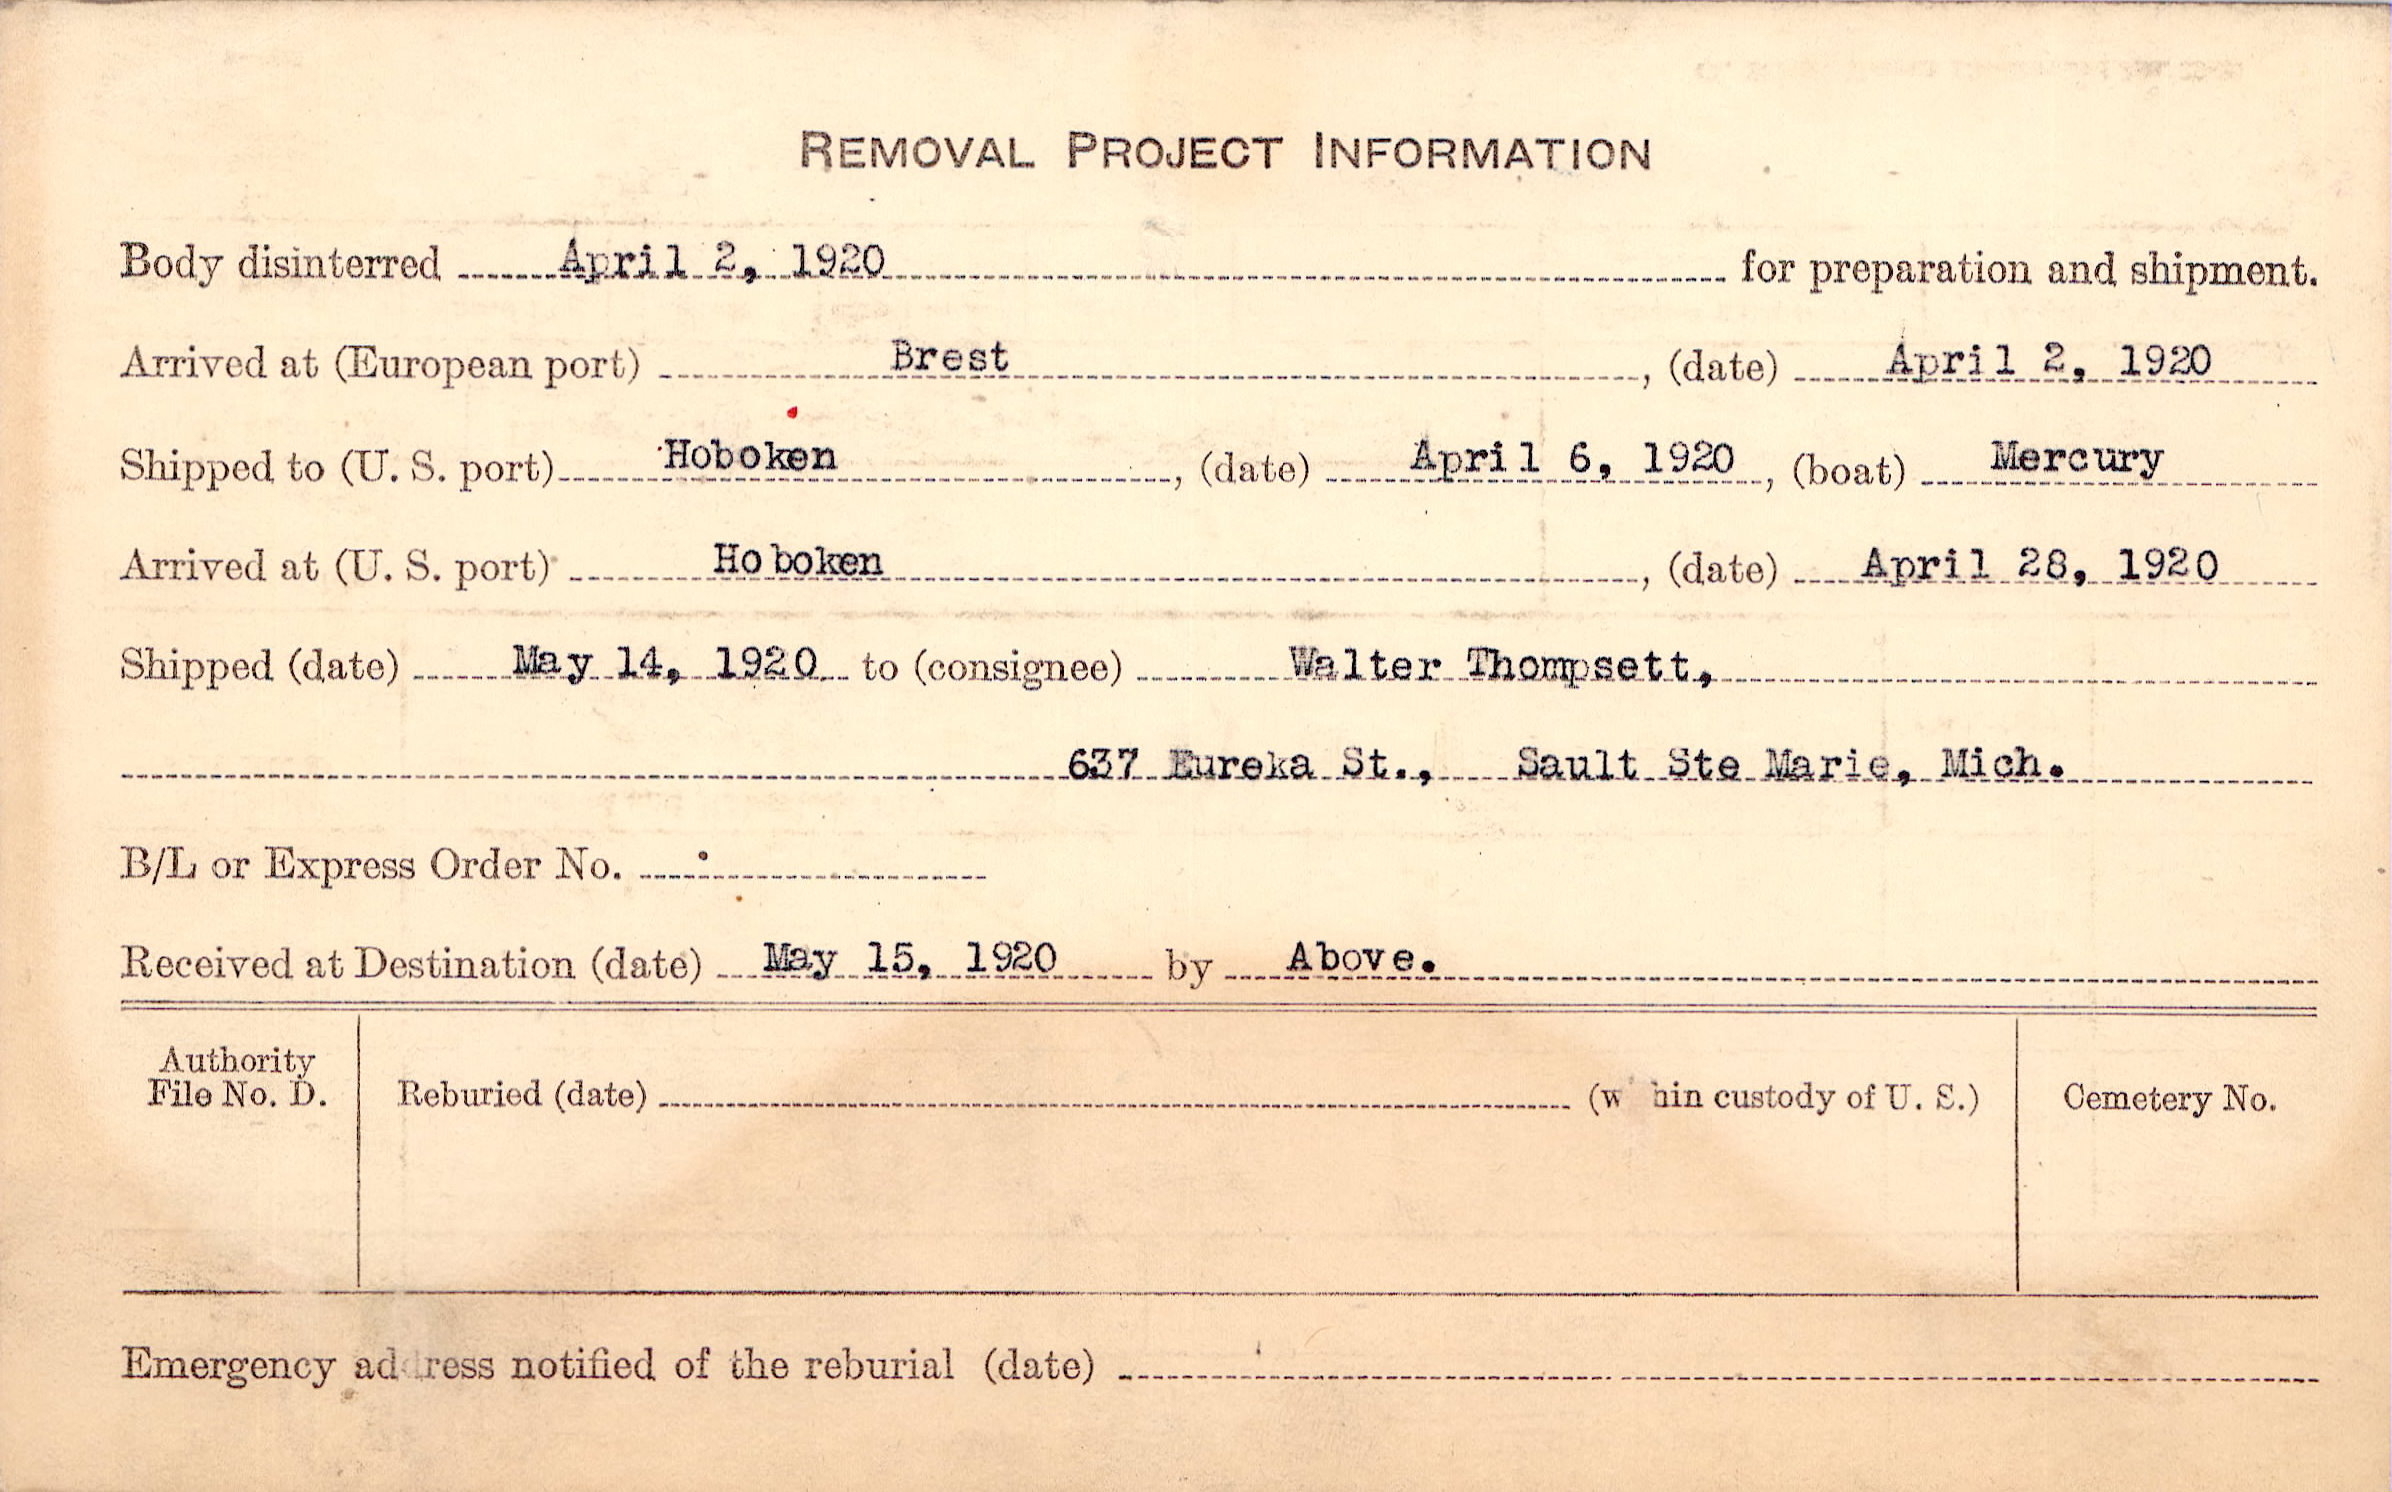 REMOVAL PROJECT INFORMATION
Body disinterred April 2, 1920 for preparation and shipment.
Arrived at (European port) Brest, (date) April 2, 1920
Shipped to (U. S. port) Hoboken, (date) April 6, 1920, (boat) Mercury
Arrived at (U. S. port) Hoboken, (date) April 28, 1920
Shipped (date) May 14, 1920 to (consignee) Walter Thompsett,
637 Eureka St., Sault Ste Marie, Mich.
B/L or Express Order No.
Received at Destination (date) May 15, 1920 by Above.
Authority
File No. D.
Reburied (date) (w hin custody of U. S.)
Cemetery No.
Emergency address notified of the reburial (date)